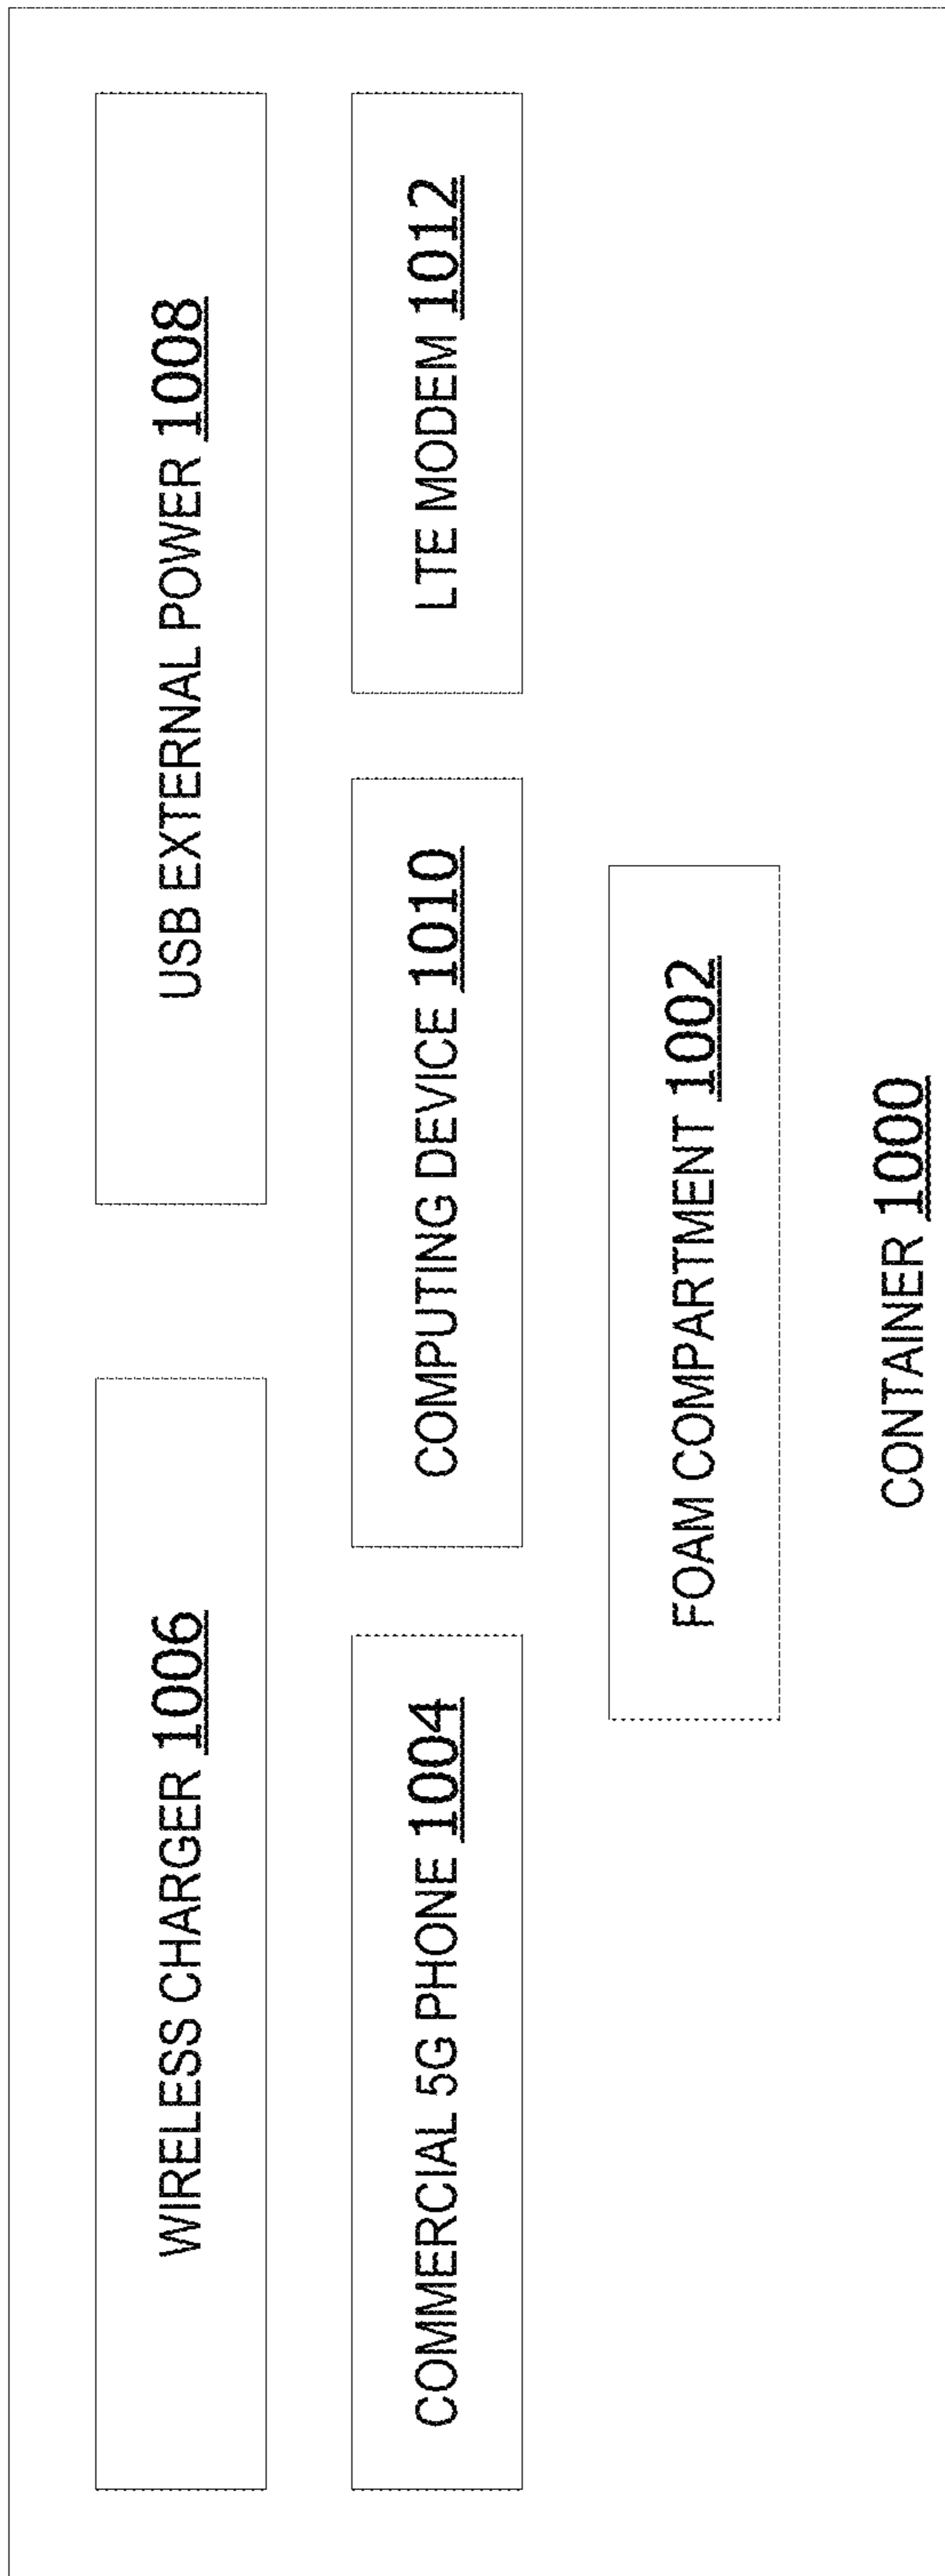 WIRELESS CHARGER 1006
USB EXTERNAL POWER 1008
COMMERCIAL 5G PHONE 1004
COMPUTING DEVICE 1010
LTE MODEM 1012
FOAM COMPARTMENT 1002
CONTAINER 1000